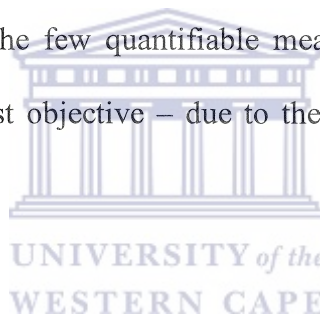 he few quantifiable mea
st objective – due to the
UNIVERSITY of the
WESTERN CAPE